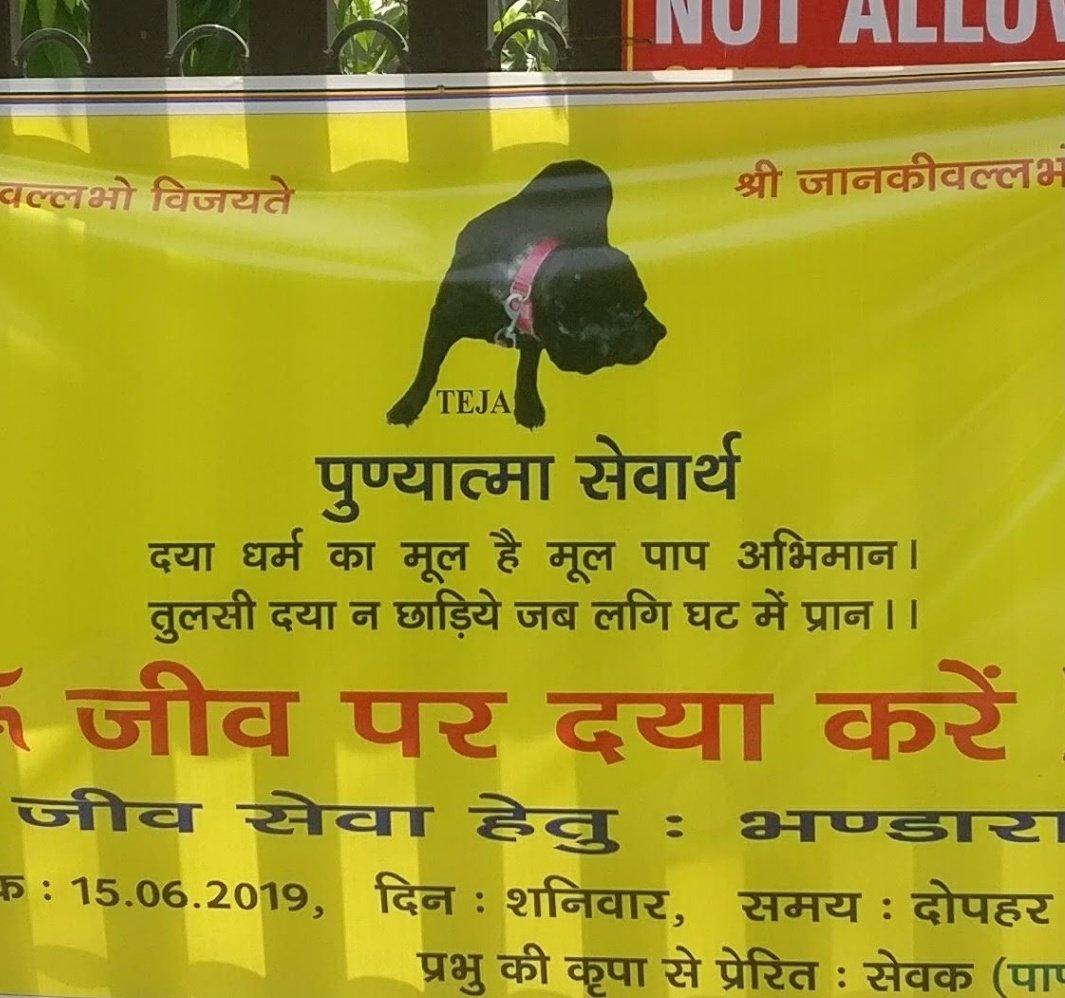 NOT ALLOW
वल्लभो विजयते
श्री जानकीवल्लभो
TEJA
पुण्यात्मा सेवार्थ
दया धर्म का मूल है मूल पाप अभिमान।
तुलसी दया न छाड़िये जब लगि घट में प्रान।।
जीव पर दया करें
जीव सेवा हेतु : भण्डारा
क : 15.06.2019, दिन : शनिवार, समय : दोपहर
प्रभु की कृपा से प्रेरित : सेवक (पाप